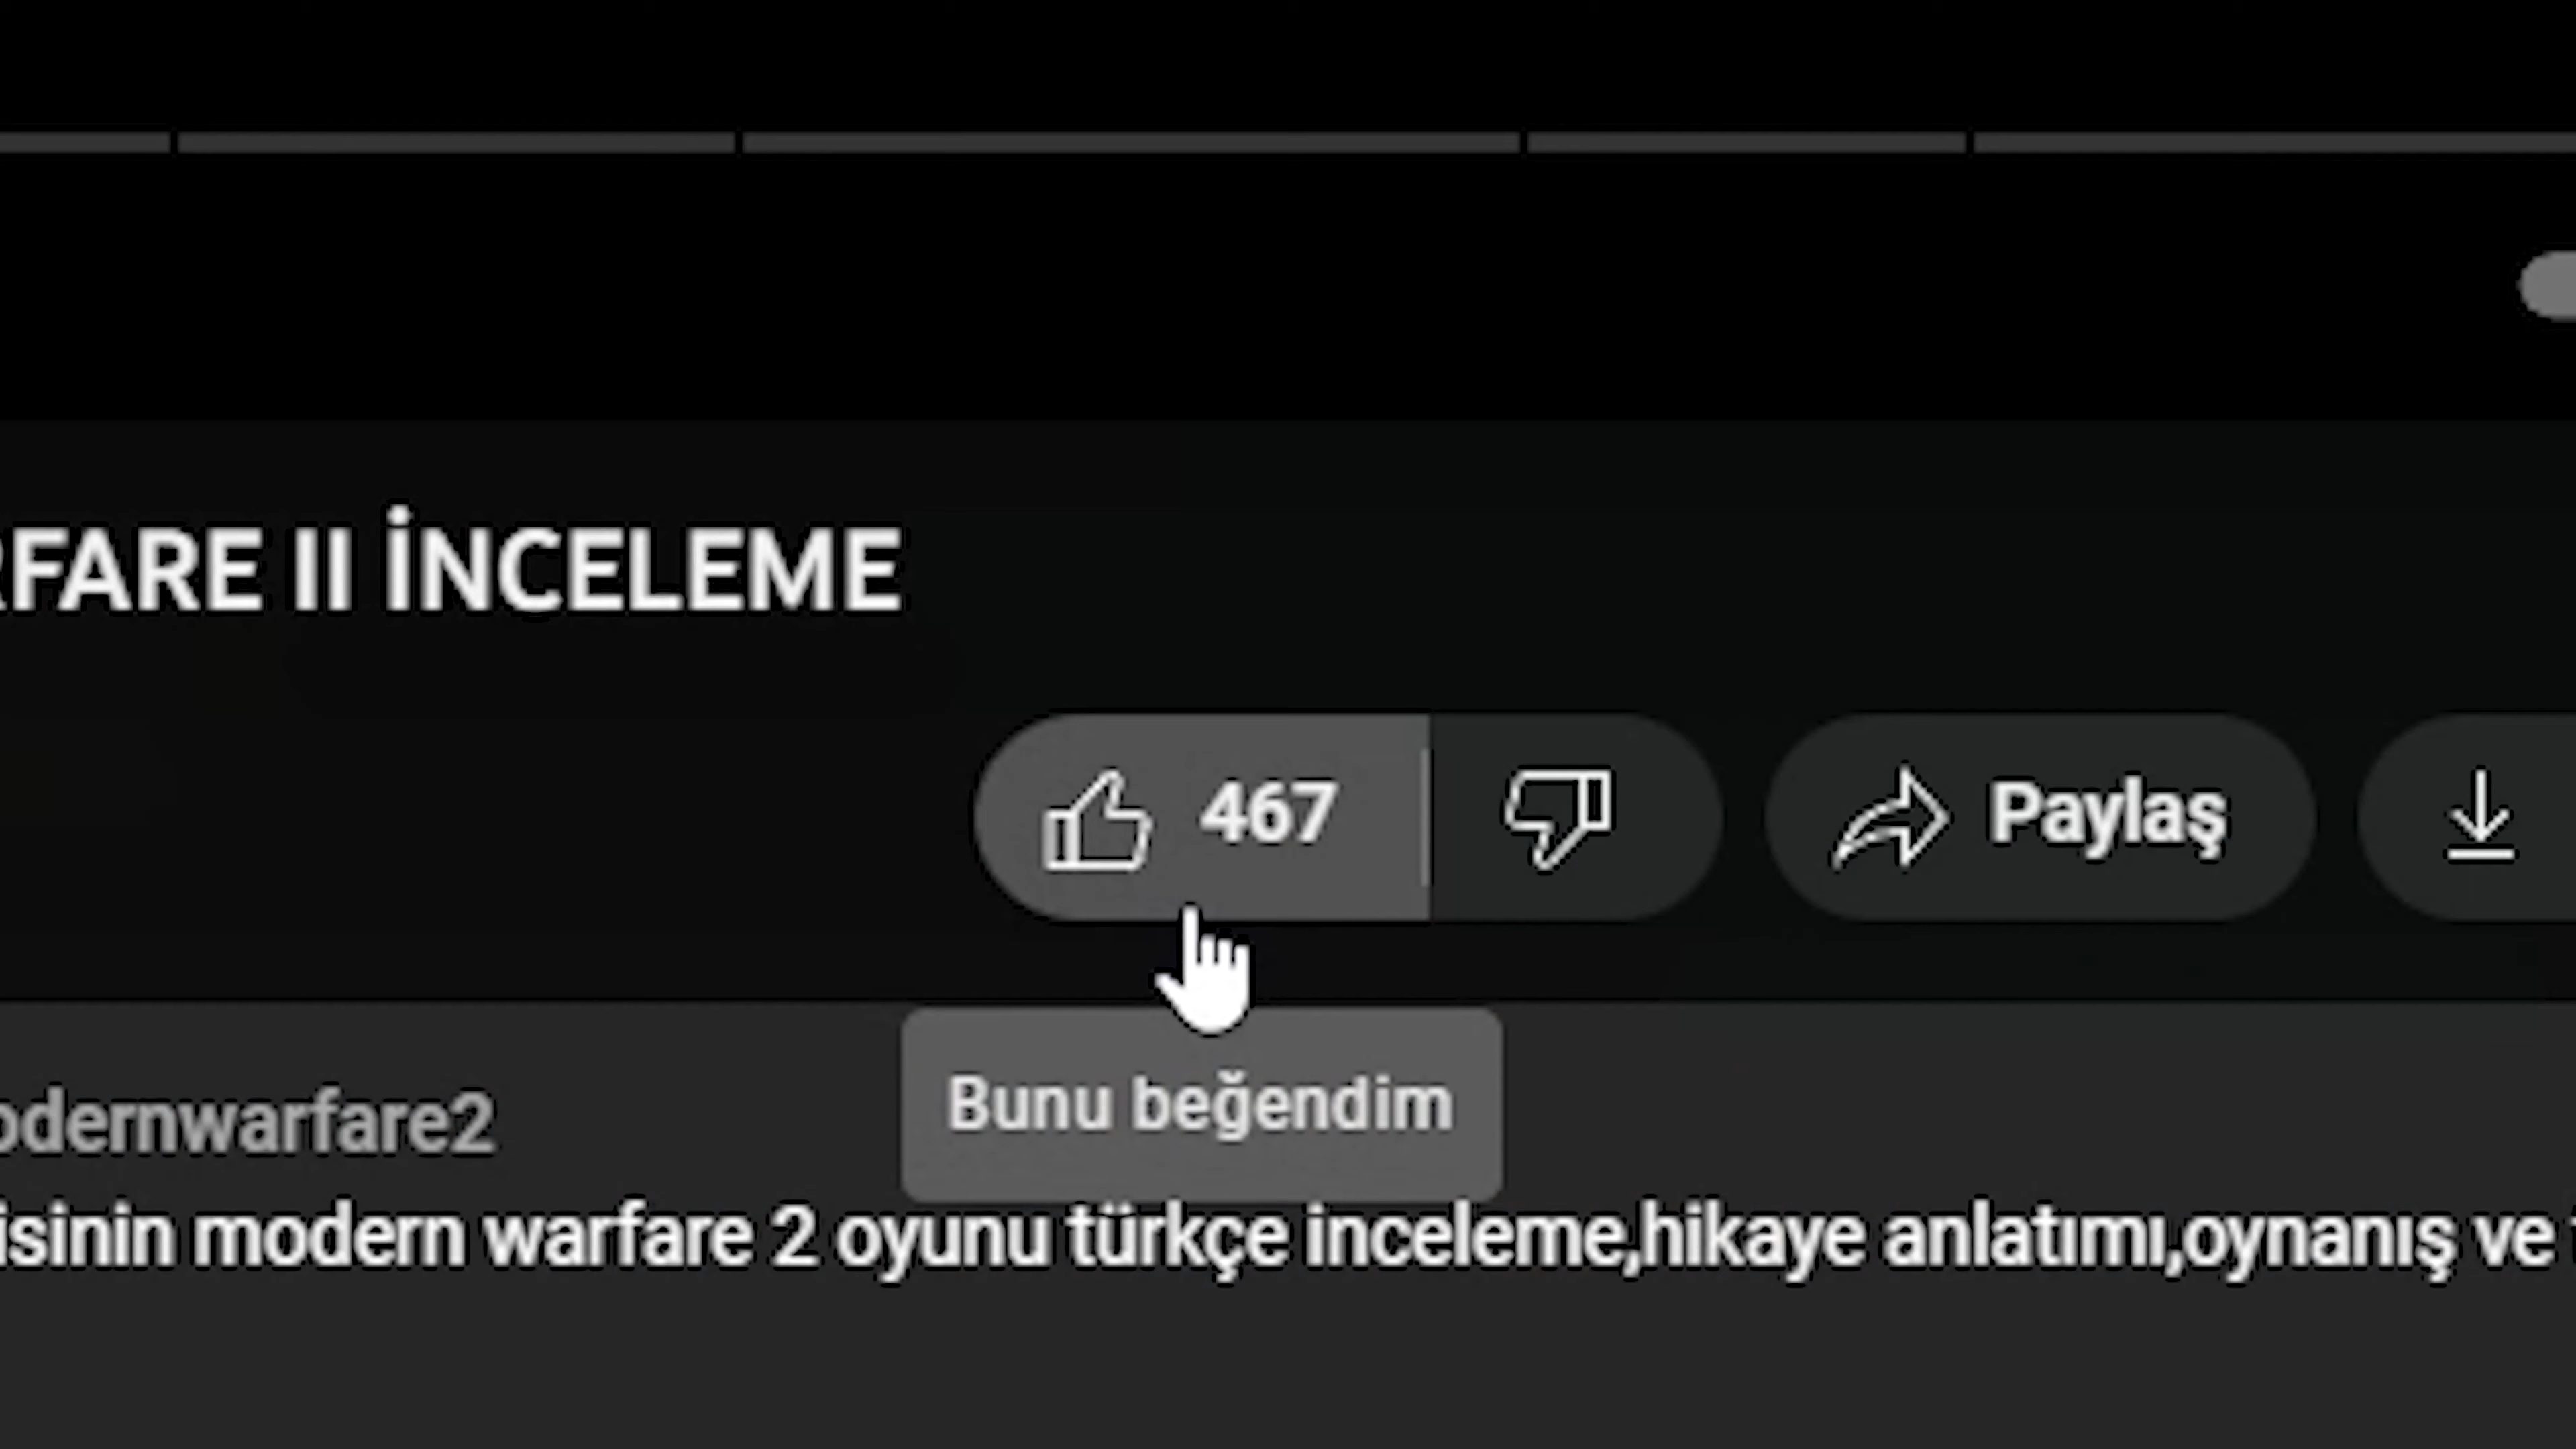 RFARE II İNCELEME
467
Paylaş
Bunu beğendim
odernwarfare2
isinin modern warfare 2 oyunu türkçe inceleme,hikaye anlatımı,oynanış ve